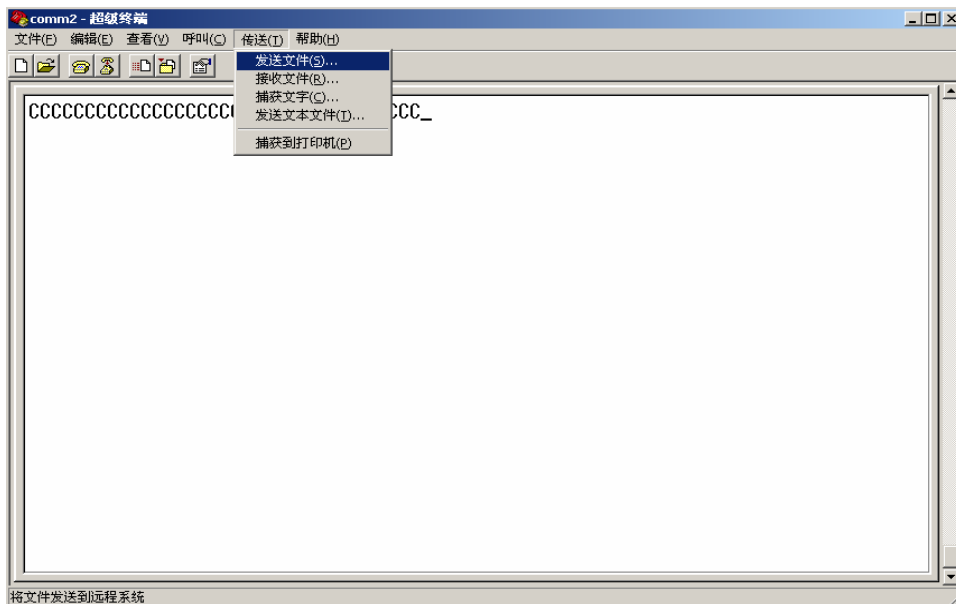 comm2 - 超级终端
文件(F) 编辑(E) 查看(V) 呼叫(C) 传送(T) 帮助(H)
发送文件(S)...
接收文件(R)...
捕获文字(C)...
发送文本文件(T)...
捕获到打印机(P)
CCCCCCCCCCCCCCCCCC
CCC_
将文件发送到远程系统